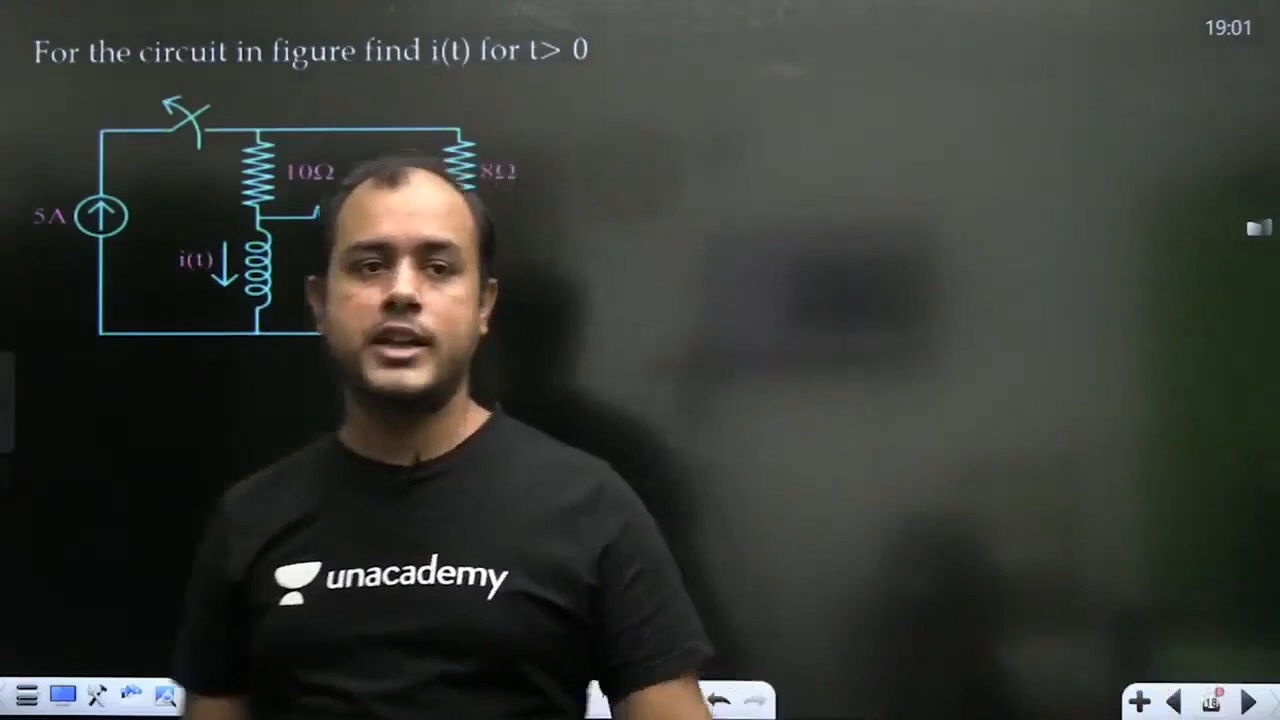 19:01
For the circuit in figure find i(t) for t> 0
10Ω
8Ω
5A
i(t)
unacademy